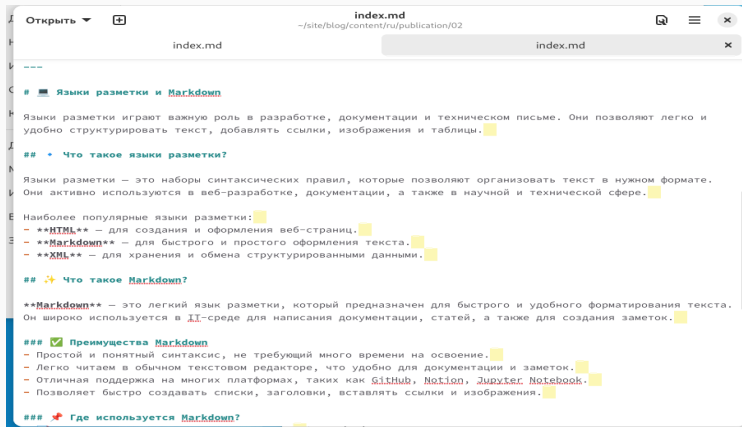 Открыть
index.md
~/site/blog/content/ru/publication/02
index.md
index.md
---
# 💻 Языки разметки и Markdown
Языки разметки играют важную роль в разработке, документации и техническом письме. Они позволяют легко и
удобно структурировать текст, добавлять ссылки, изображения и таблицы.
## 🔹 Что такое языки разметки?
Языки разметки — это наборы синтаксических правил, которые позволяют организовать текст в нужном формате.
Они активно используются в веб-разработке, документации, а также в научной и технической сфере.
Наиболее популярные языки разметки:
- **HTML** — для создания и оформления веб-страниц.
- **Markdown** — для быстрого и простого оформления текста.
- **XML** — для хранения и обмена структурированными данными.
## ✨ Что такое Markdown?
**Markdown** — это легкий язык разметки, который предназначен для быстрого и удобного форматирования текста.
Он широко используется в IT-среде для написания документации, статей, а также для создания заметок.
### ✅ Преимущества Markdown
- Простой и понятный синтаксис, не требующий много времени на освоение.
- Легко читаем в обычном текстовом редакторе, что удобно для документации и заметок.
- Отличная поддержка на многих платформах, таких как GitHub, Notion, Jupyter Notebook.
- Позволяет быстро создавать списки, заголовки, вставлять ссылки и изображения.
### 📌 Где используется Markdown?